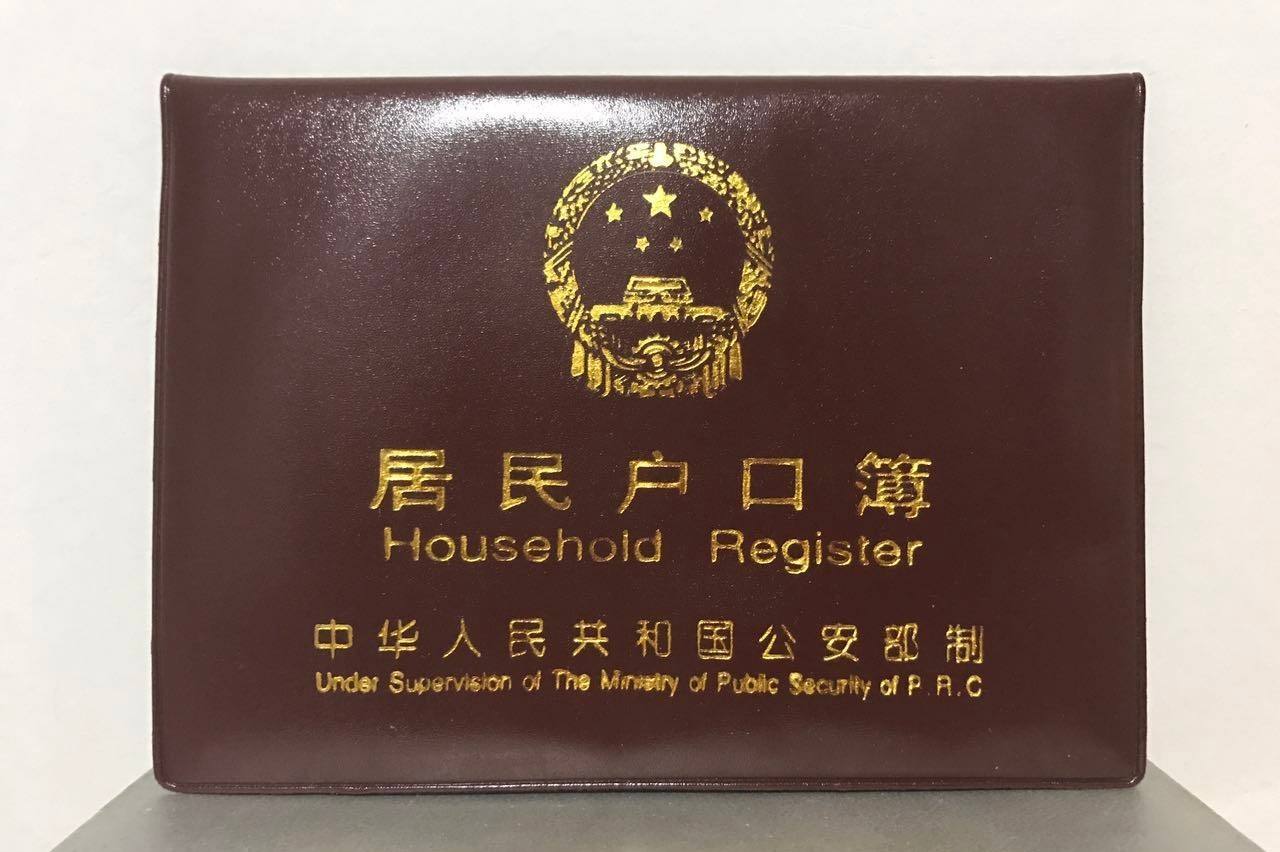 居民户口簿
Household Register
中华人民共和国公安部制
Under Supervision of The Ministry of Public Security of P.R.C